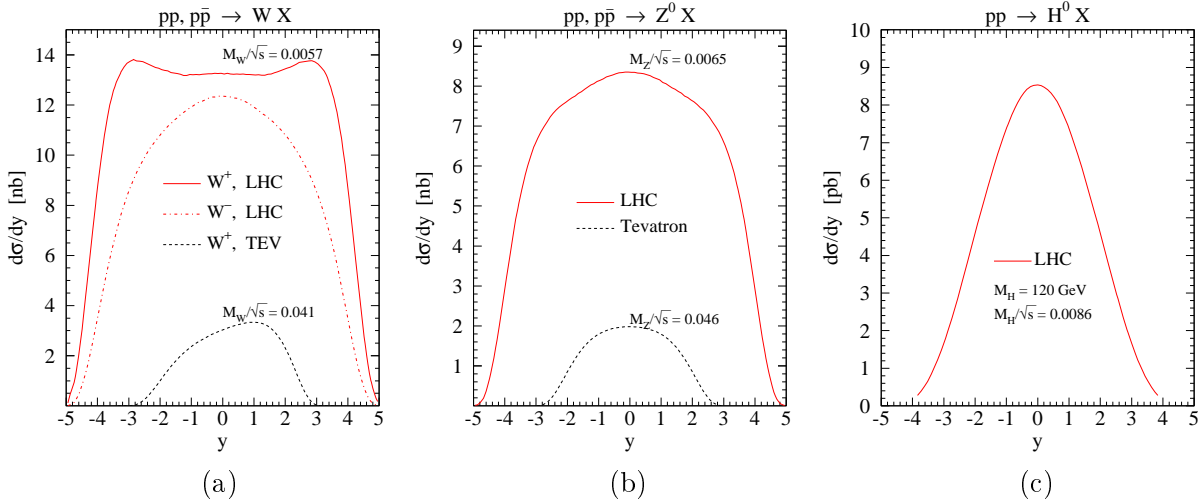 pp, pp̄ → W X
M_W/√s = 0.0057
14
12
10
8
6
4
2
dσ/dy [nb]
W⁺, LHC
W⁻, LHC
W⁺, TEV
M_W/√s = 0.041
-5 -4 -3 -2 -1 0 1 2 3 4 5
y
(a)
pp, pp̄ → Z⁰ X
M_Z/√s = 0.0065
9
8
7
6
5
4
3
2
1
dσ/dy [nb]
LHC
Tevatron
M_Z/√s = 0.046
-5 -4 -3 -2 -1 0 1 2 3 4 5
y
(b)
pp → H⁰ X
10
9
8
7
6
5
4
3
2
1
0
dσ/dy [pb]
LHC
M_H = 120 GeV
M_H/√s = 0.0086
-5 -4 -3 -2 -1 0 1 2 3 4 5
y
(c)